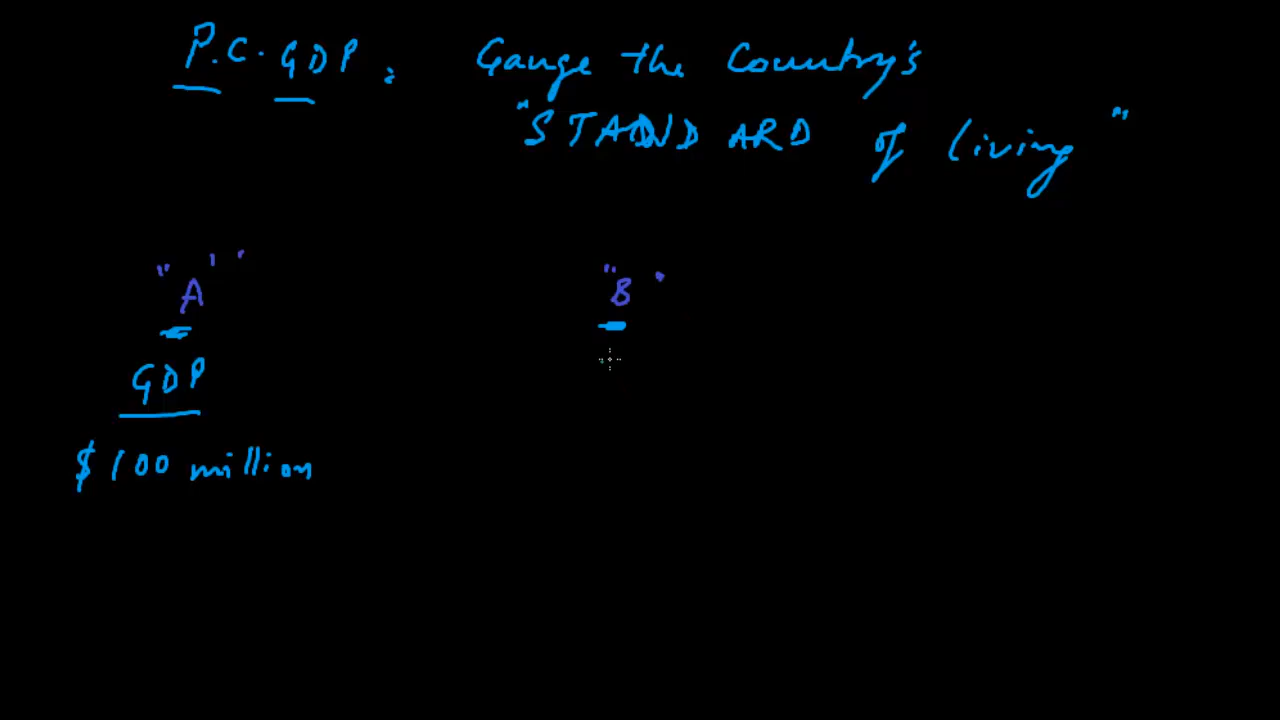 P.C. GDP: Gauge the Country's
"STANDARD of living"
"A" "B"
GDP
$100 million